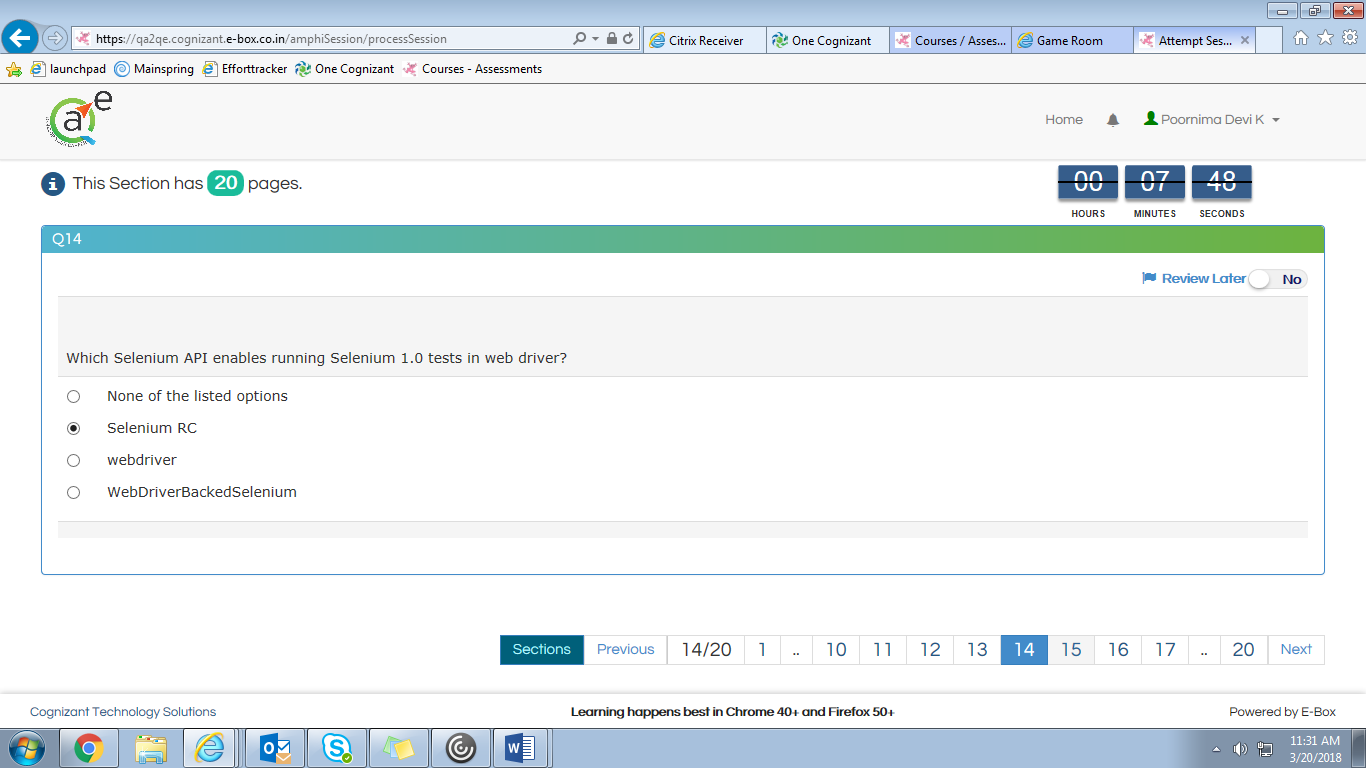 https://qa2qe.cognizant.e-box.co.in/amphiSession/processSession
Citrix Receiver
One Cognizant
Courses / Asses...
Game Room
Attempt Ses...
launchpad
Mainspring
Efforttracker
One Cognizant
Courses - Assessments
a e
Home
Poornima Devi K
This Section has 20 pages.
00 07 48
HOURS MINUTES SECONDS
Q14
Review Later No
Which Selenium API enables running Selenium 1.0 tests in web driver?
None of the listed options
Selenium RC
webdriver
WebDriverBackedSelenium
Sections Previous 14/20 1 .. 10 11 12 13 14 15 16 17 .. 20 Next
Cognizant Technology Solutions
Learning happens best in Chrome 40+ and Firefox 50+
Powered by E-Box
11:31 AM
3/20/2018